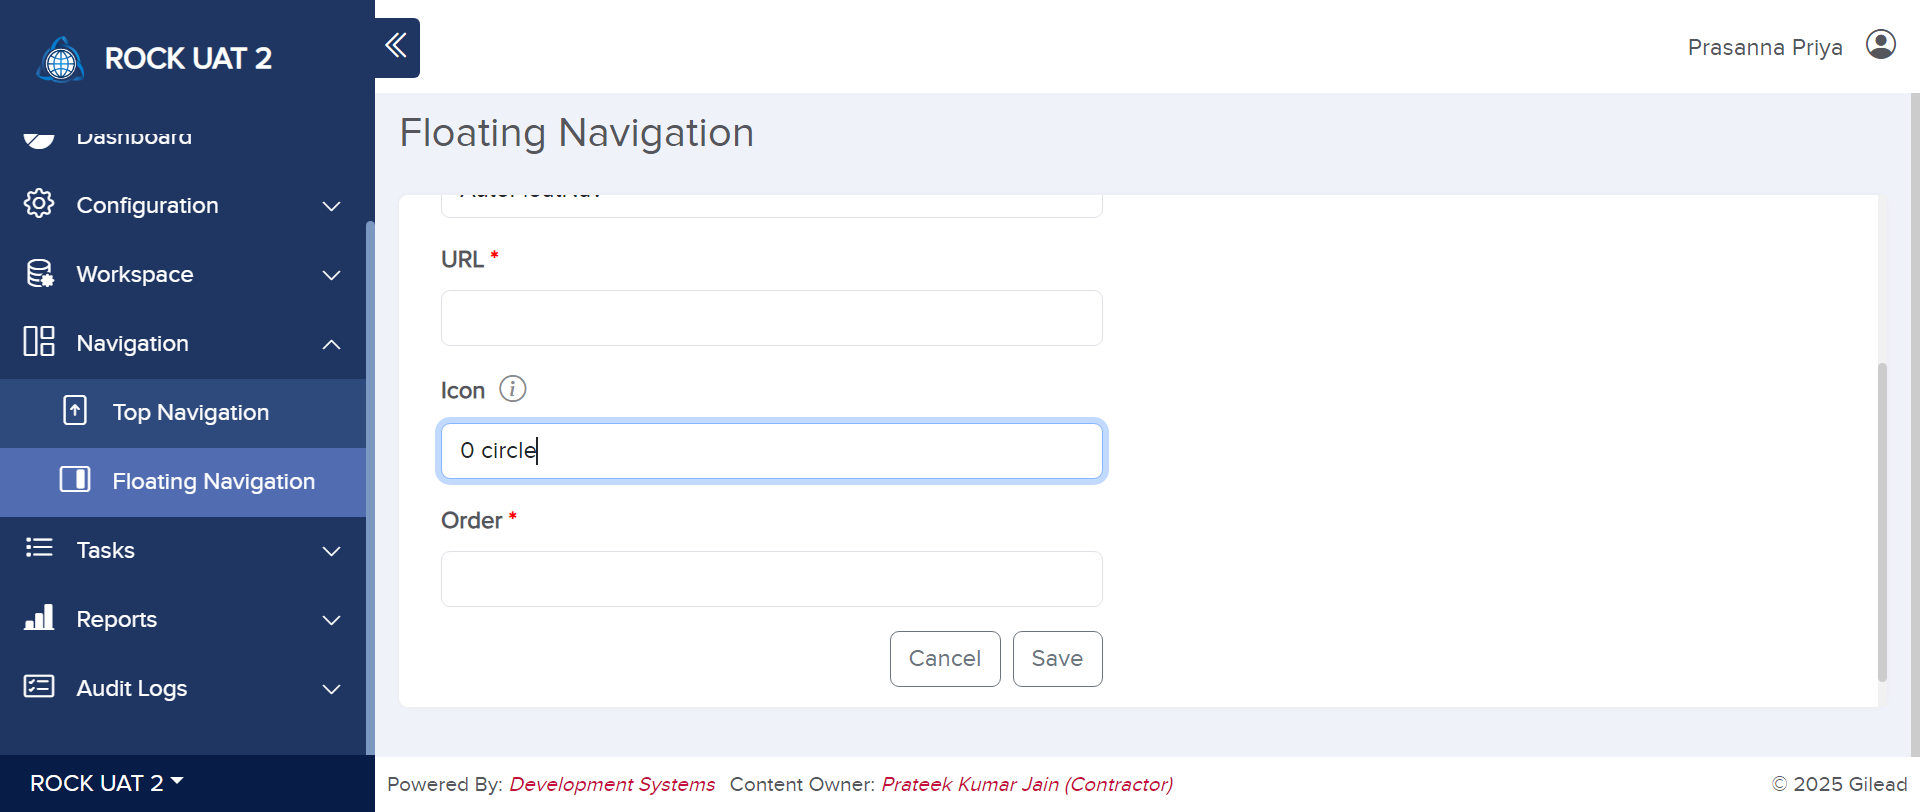 ROCK UAT 2
Prasanna Priya
Dashboard
Configuration
Workspace
Navigation
Top Navigation
Floating Navigation
Tasks
Reports
Audit Logs
ROCK UAT 2
Floating Navigation
URL *
Icon
0 circle
Order *
Cancel
Save
Powered By: Development Systems Content Owner: Prateek Kumar Jain (Contractor)
© 2025 Gilead